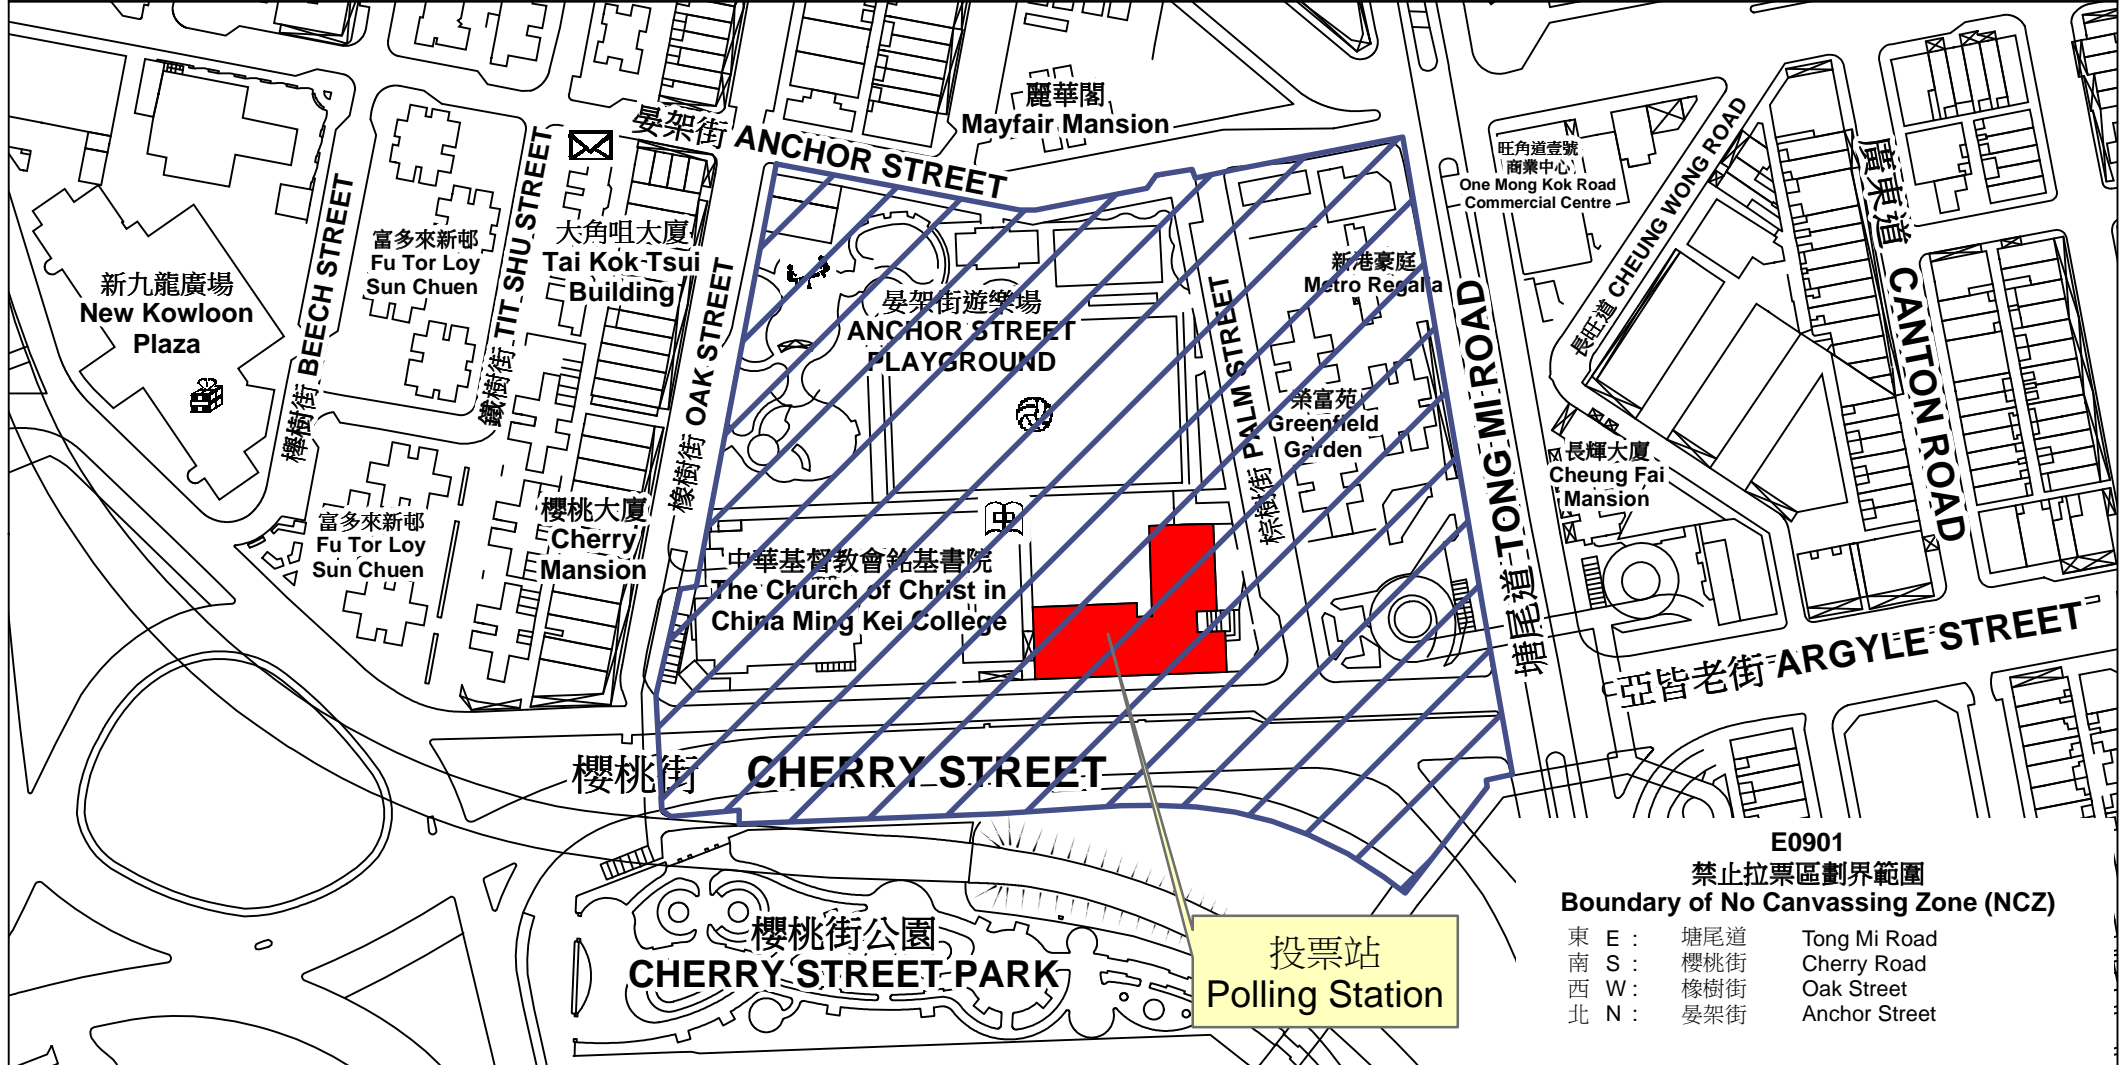 麗華閣
Mayfair Mansion
晏架街 ANCHOR STREET
旺角道壹號
商業中心
One Mong Kok Road
Commercial Centre
長旺道 CHEUNG WONG ROAD
廣東道 CANTON ROAD
新九龍廣場
New Kowloon
Plaza
櫸樹街 BEECH STREET
富多來新邨
Fu Tor Loy
Sun Chuen
鐵樹街 TIT SHU STREET
大角咀大廈
Tai Kok Tsui
Building
橡樹街 OAK STREET
晏架街遊樂場
ANCHOR STREET
PLAYGROUND
棕樹街 PALM STREET
新港豪庭
Metro Regalia
榮富苑
Greenfield
Garden
塘尾道 TONG MI ROAD
長輝大廈
Cheung Fai
Mansion
富多來新邨
Fu Tor Loy
Sun Chuen
櫻桃大廈
Cherry
Mansion
中
中華基督教會銘基書院
The Church of Christ in
China Ming Kei College
亞皆老街 ARGYLE STREET
櫻桃街 CHERRY STREET
櫻桃街公園
CHERRY STREET PARK
投票站
Polling Station
E0901
禁止拉票區劃界範圍
Boundary of No Canvassing Zone (NCZ)
東 E : 塘尾道 Tong Mi Road
南 S : 櫻桃街 Cherry Road
西 W : 橡樹街 Oak Street
北 N : 晏架街 Anchor Street